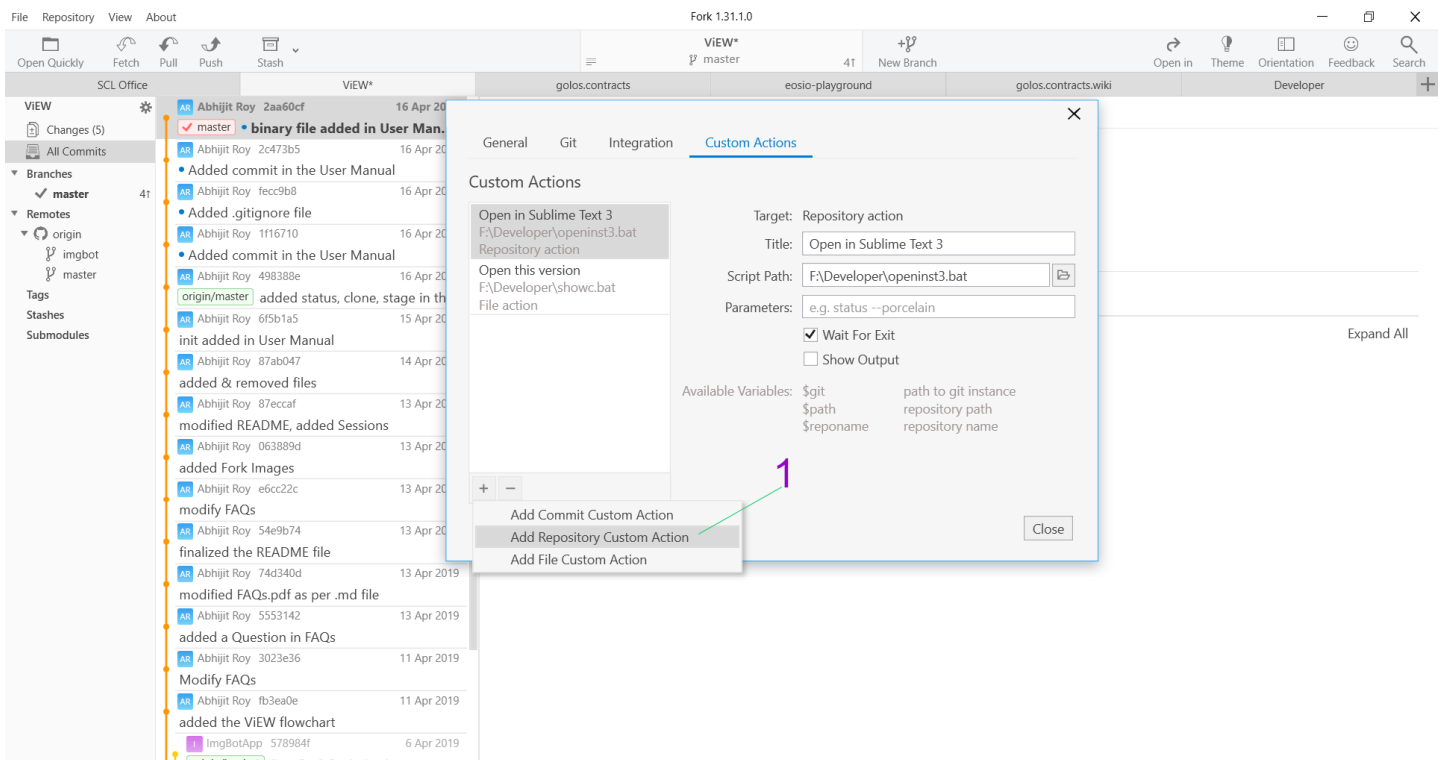 File Repository View About
Fork 1.31.1.0
Open Quickly Fetch Pull Push Stash
ViEW*
master 4↑
New Branch
Open in Theme Orientation Feedback Search
SCL Office ViEW* golos.contracts eosio-playground golos.contracts.wiki Developer
ViEW
Changes (5)
All Commits
Branches
master 4↑
Remotes
origin
imgbot
master
Tags
Stashes
Submodules
AR Abhijit Roy 2aa60cf 16 Apr 20
master binary file added in User Man.
AR Abhijit Roy 2c473b5 16 Apr 20
Added commit in the User Manual
AR Abhijit Roy fecc9b8 16 Apr 20
Added .gitignore file
AR Abhijit Roy 1f16710 16 Apr 20
Added commit in the User Manual
AR Abhijit Roy 498388e 16 Apr 20
origin/master added status, clone, stage in th
AR Abhijit Roy 6f5b1a5 15 Apr 20
init added in User Manual
AR Abhijit Roy 87ab047 14 Apr 20
added & removed files
AR Abhijit Roy 87eccaf 13 Apr 20
modified README, added Sessions
AR Abhijit Roy 063889d 13 Apr 20
added Fork Images
AR Abhijit Roy e6cc22c 13 Apr 20
modify FAQs
AR Abhijit Roy 54e9b74 13 Apr 20
finalized the README file
AR Abhijit Roy 74d340d 13 Apr 2019
modified FAQs.pdf as per .md file
AR Abhijit Roy 5553142 13 Apr 2019
added a Question in FAQs
AR Abhijit Roy 3023e36 11 Apr 2019
Modify FAQs
AR Abhijit Roy fb3ea0e 11 Apr 2019
added the ViEW flowchart
I ImgBotApp 578984f 6 Apr 2019
General Git Integration Custom Actions
Custom Actions
Open in Sublime Text 3
F:\Developer\openinst3.bat
Repository action
Open this version
F:\Developer\showc.bat
File action
+ −
Add Commit Custom Action
Add Repository Custom Action
Add File Custom Action
Target: Repository action
Title: Open in Sublime Text 3
Script Path: F:\Developer\openinst3.bat
Parameters: e.g. status --porcelain
Wait For Exit
Show Output
Available Variables: $git path to git instance
$path repository path
$reponame repository name
1
Close
Expand All